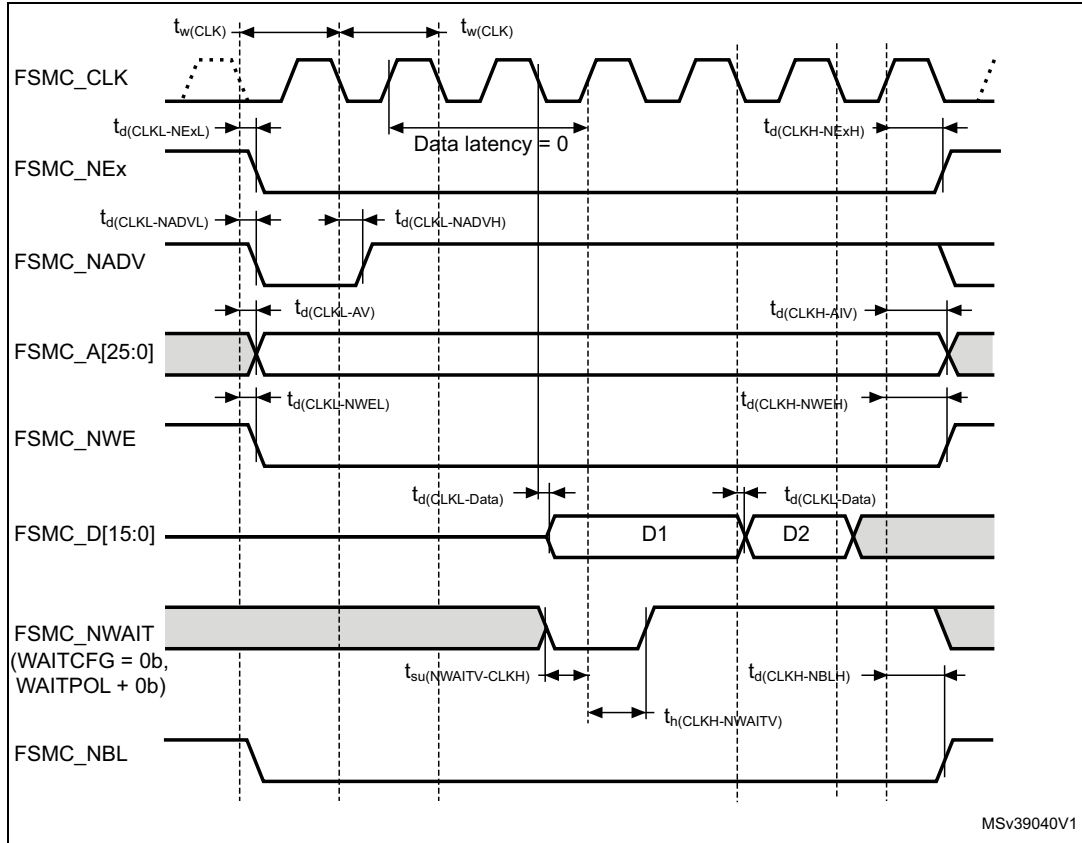 tw(CLK) tw(CLK)
FSMC_CLK
td(CLKL-NExL) Data latency = 0 td(CLKH-NExH)
FSMC_NEx
td(CLKL-NADVL) td(CLKL-NADVH)
FSMC_NADV
td(CLKL-AV) td(CLKH-AIV)
FSMC_A[25:0]
td(CLKL-NWEL) td(CLKH-NWEH)
FSMC_NWE
td(CLKL-Data) td(CLKL-Data)
FSMC_D[15:0] D1 D2
FSMC_NWAIT
(WAITCFG = 0b,
WAITPOL + 0b)
tsu(NWAITV-CLKH) td(CLKH-NBLH)
th(CLKH-NWAITV)
FSMC_NBL
MSv39040V1